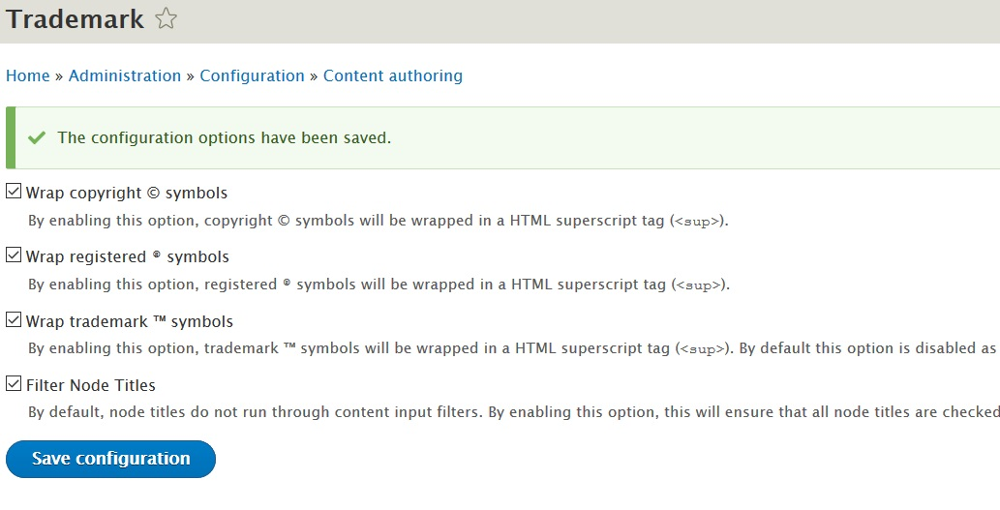 Trademark
Home » Administration » Configuration » Content authoring
The configuration options have been saved.
Wrap copyright © symbols
By enabling this option, copyright © symbols will be wrapped in a HTML superscript tag (<sup>).
Wrap registered ® symbols
By enabling this option, registered ® symbols will be wrapped in a HTML superscript tag (<sup>).
Wrap trademark ™ symbols
By enabling this option, trademark ™ symbols will be wrapped in a HTML superscript tag (<sup>). By default this option is disabled as
Filter Node Titles
By default, node titles do not run through content input filters. By enabling this option, this will ensure that all node titles are checked
Save configuration